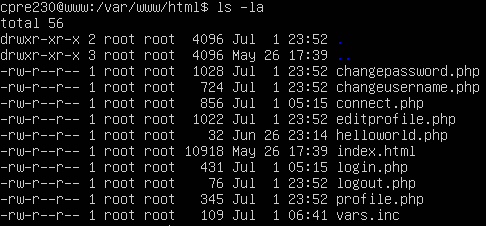 cpre230@www:/var/www/html$ ls -la
total 56
drwxr-xr-x 2 root root  4096 Jul  1 23:52 .
drwxr-xr-x 3 root root  4096 May 26 17:39 ..
-rw-r--r-- 1 root root  1028 Jul  1 23:52 changepassword.php
-rw-r--r-- 1 root root   724 Jul  1 23:52 changeusername.php
-rw-r--r-- 1 root root   856 Jul  1 05:15 connect.php
-rw-r--r-- 1 root root  1022 Jul  1 23:52 editprofile.php
-rw-r--r-- 1 root root    32 Jun 26 23:14 helloworld.php
-rw-r--r-- 1 root root 10918 May 26 17:39 index.html
-rw-r--r-- 1 root root   431 Jul  1 05:15 login.php
-rw-r--r-- 1 root root    76 Jul  1 23:52 logout.php
-rw-r--r-- 1 root root   345 Jul  1 23:52 profile.php
-rw-r--r-- 1 root root   109 Jul  1 06:41 vars.inc